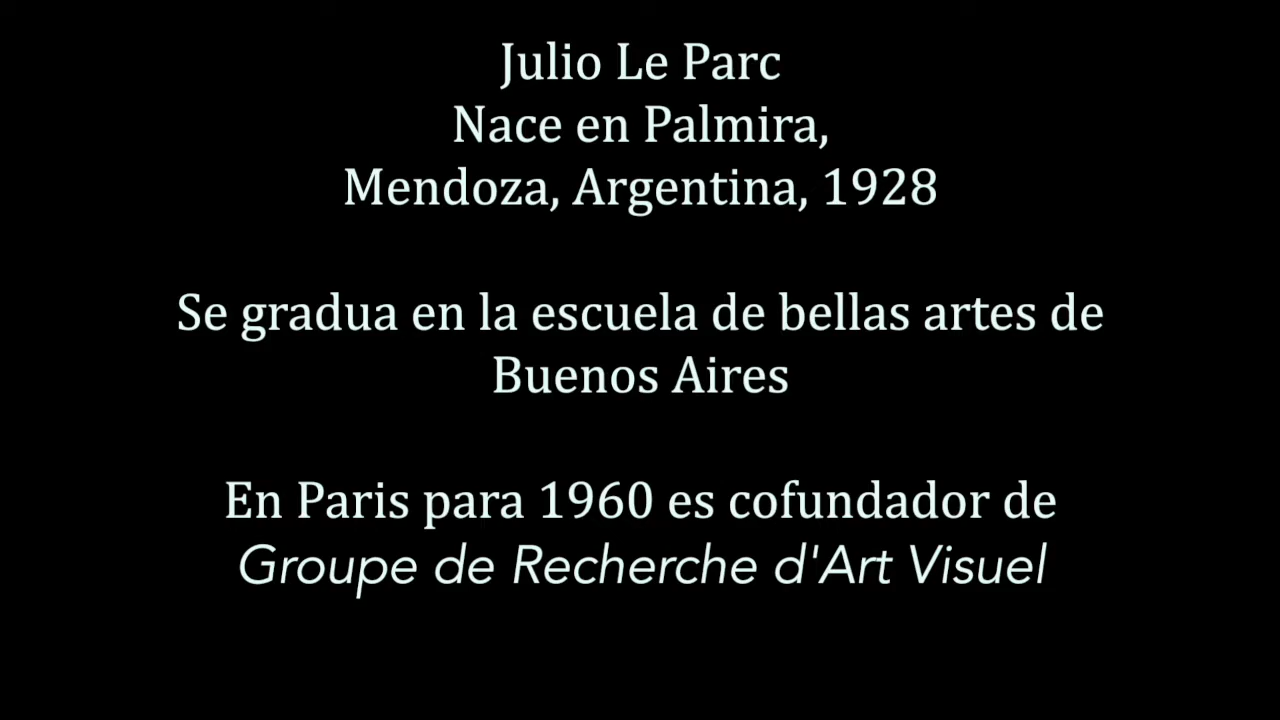 Julio Le Parc
Nace en Palmira,
Mendoza, Argentina, 1928
Se gradua en la escuela de bellas artes de
Buenos Aires
En Paris para 1960 es cofundador de
Groupe de Recherche d'Art Visuel